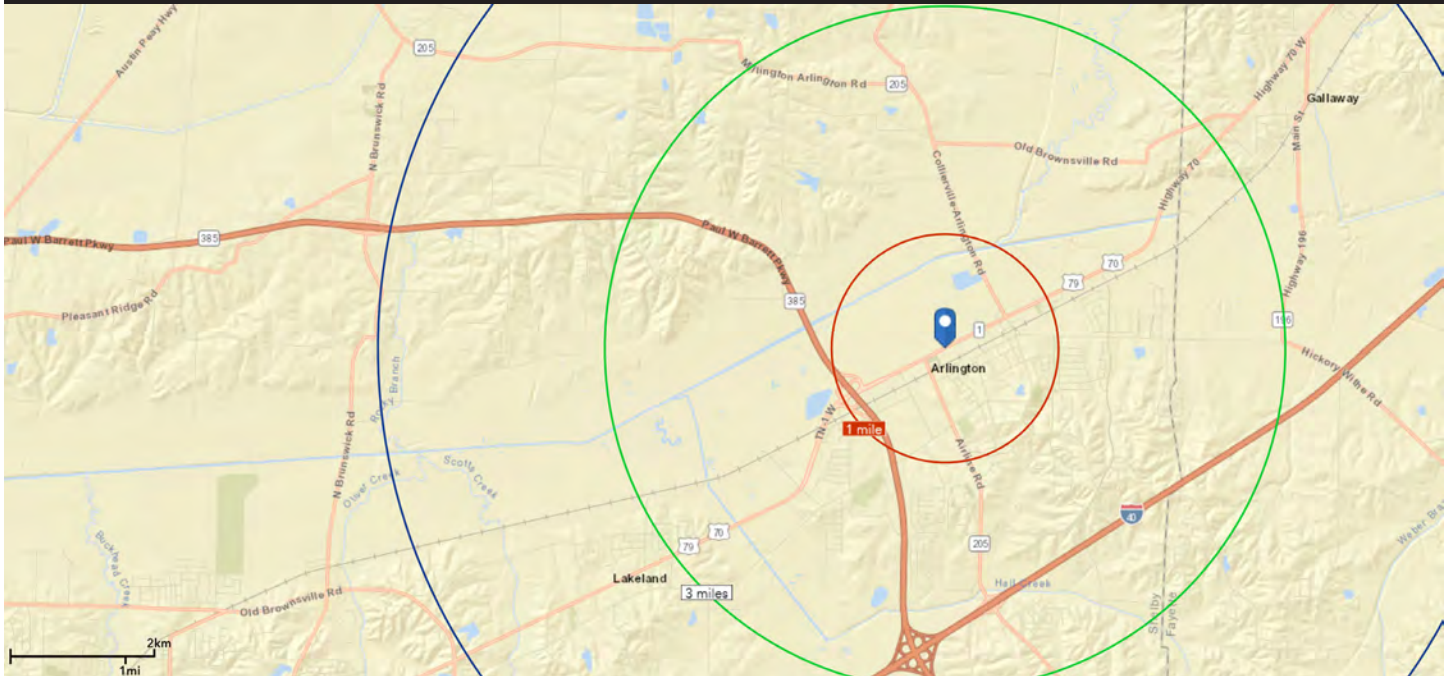 Austin Peay Hwy
205
N Brunswick Rd
Millington Arlington Rd
205
Highway 70 W
Gallaway
Main St
Old Brownsville Rd
Collierville-Arlington Rd
Highway 70
Paul W Barrett Pkwy
385
Paul W Barrett Pkwy
Pleasant Ridge Rd
385
70
79
1
Highway 196
196
Hickory Withe Rd
Arlington
Rocky Branch
TN-1 W
1 mile
Airline Rd
N Brunswick Rd
Oliver Creek
Scotts Creek
40
70
79
205
Lakeland
3 miles
Old Brownsville Rd
Hall Creek
Shelby
Fayette
2km
1mi